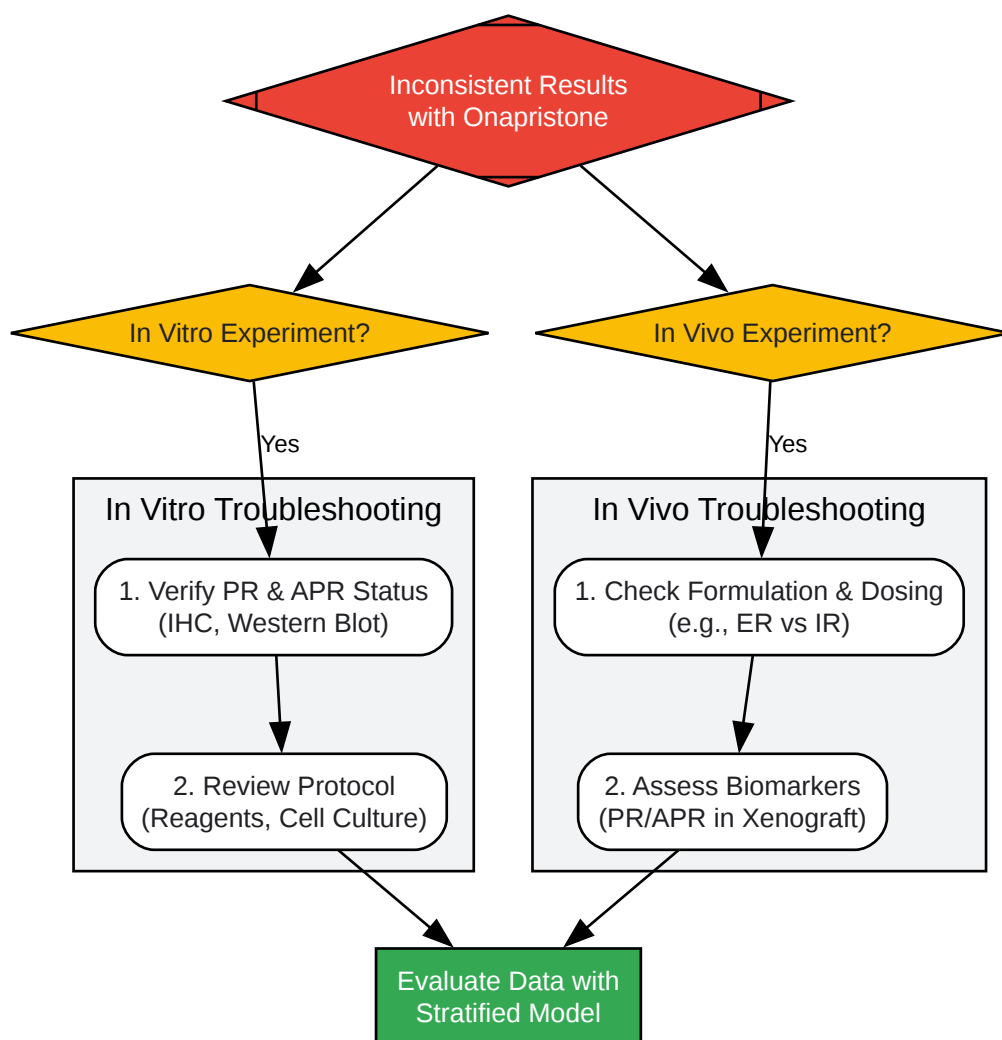 Inconsistent Results
with Onapristone
In Vitro Experiment?
In Vivo Experiment?
Yes
Yes
In Vitro Troubleshooting
In Vivo Troubleshooting
1. Verify PR & APR Status
(IHC, Western Blot)
1. Check Formulation & Dosing
(e.g., ER vs IR)
2. Review Protocol
(Reagents, Cell Culture)
2. Assess Biomarkers
(PR/APR in Xenograft)
Evaluate Data with
Stratified Model